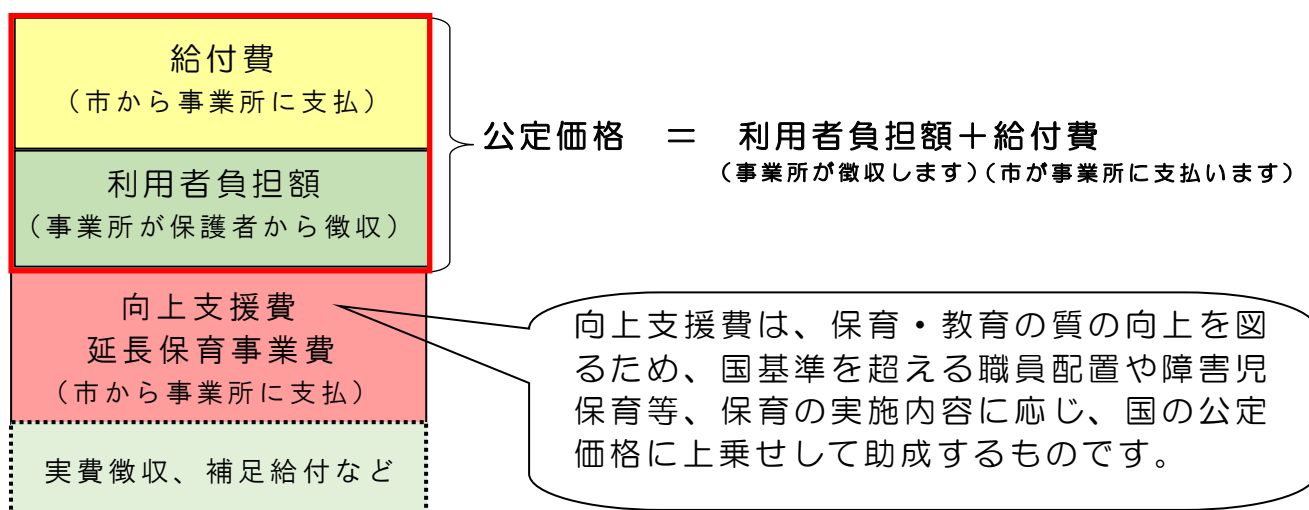 給付費
（市から事業所に支払）
利用者負担額
（事業所が保護者から徴収）
公定価格　＝　利用者負担額＋給付費
（事業所が徴収します）（市が事業所に支払います）
向上支援費
延長保育事業費
（市から事業所に支払）
向上支援費は、保育・教育の質の向上を図
るため、国基準を超える職員配置や障害児
保育等、保育の実施内容に応じ、国の公定
価格に上乗せして助成するものです。
実費徴収、補足給付など